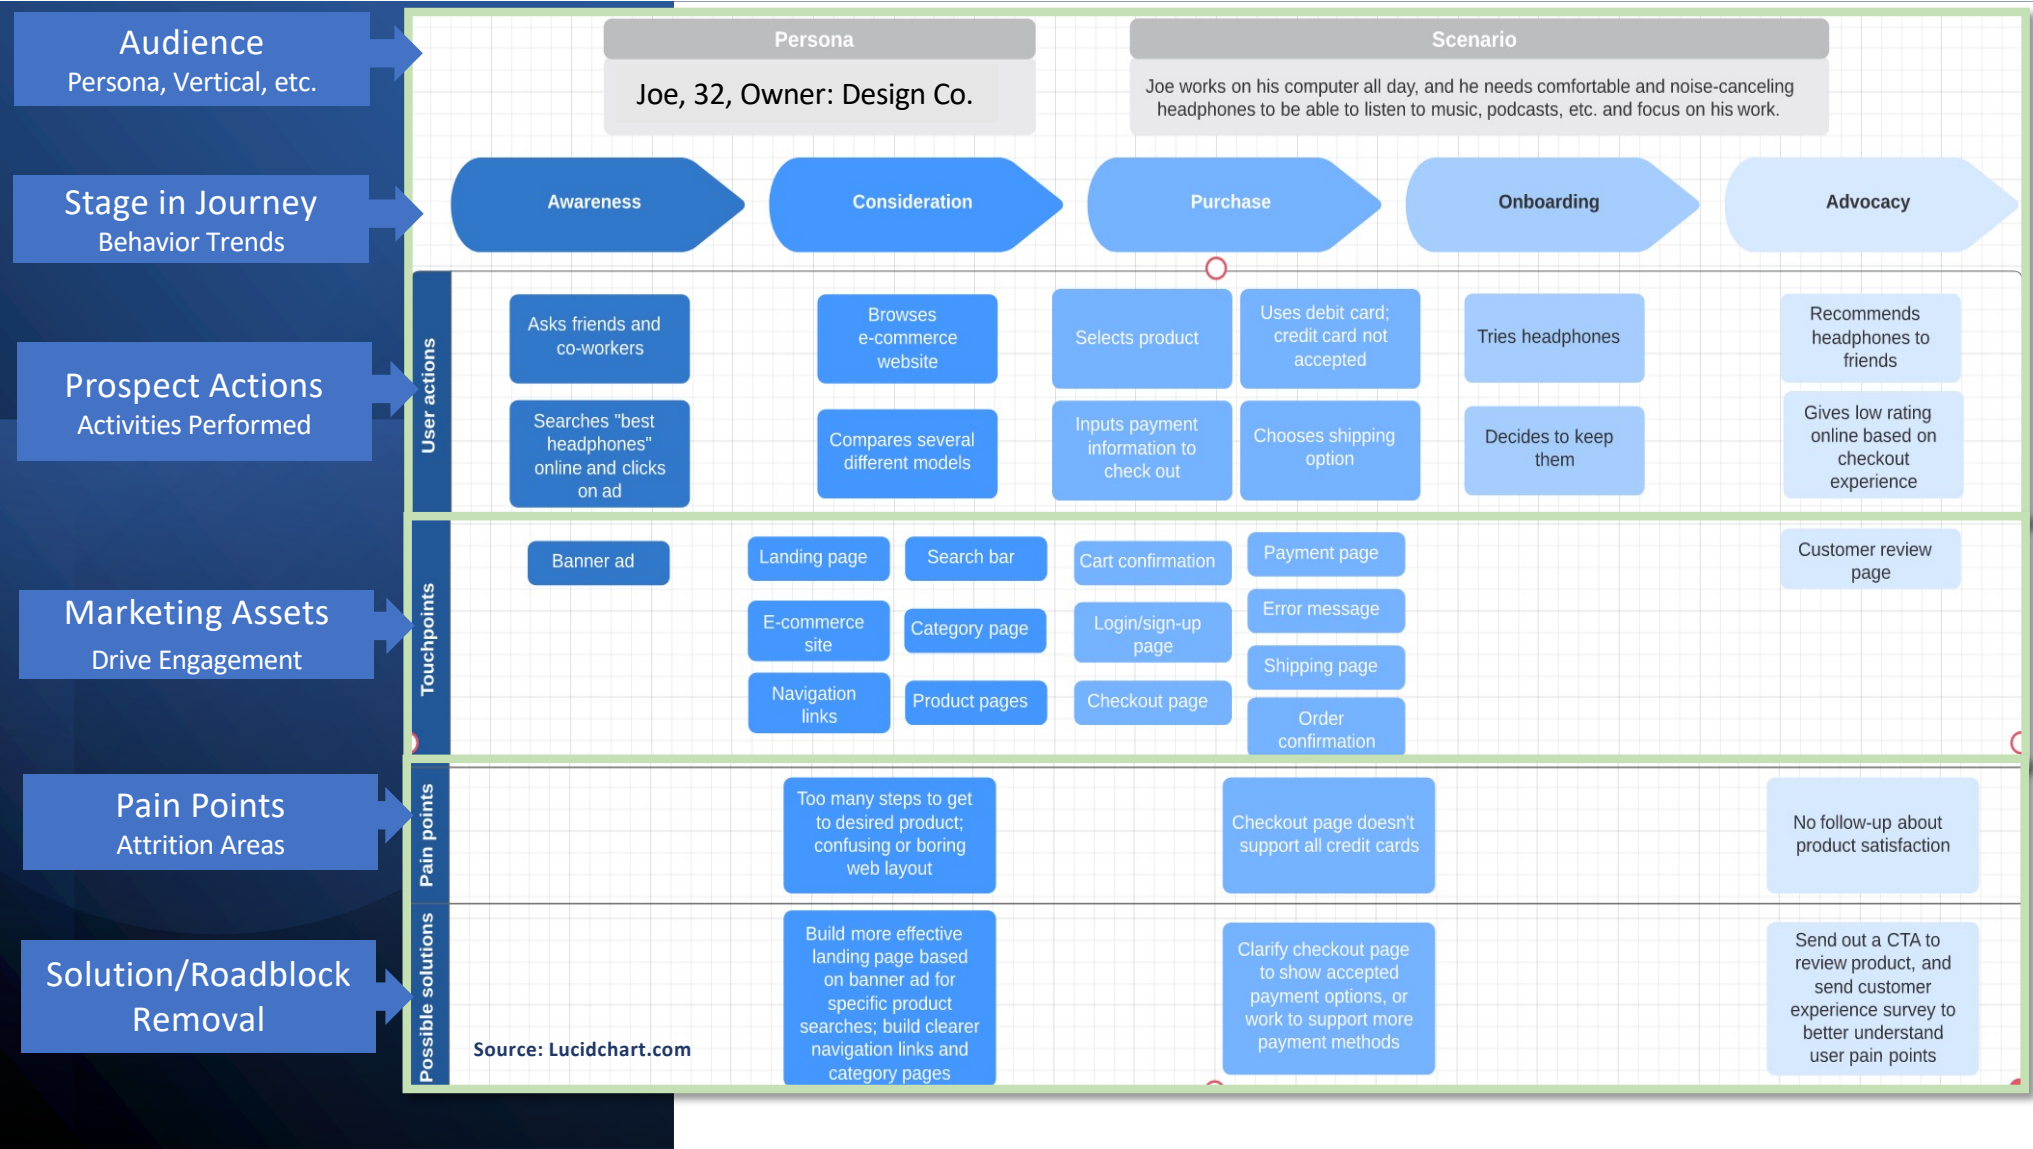 Audience
Persona, Vertical, etc.
Persona
Joe, 32, Owner: Design Co.
Scenario
Joe works on his computer all day, and he needs comfortable and noise-canceling
headphones to be able to listen to music, podcasts, etc. and focus on his work.
Stage in Journey
Behavior Trends
Awareness
Consideration
Purchase
Onboarding
Advocacy
Prospect Actions
Activities Performed
User actions
Asks friends and
co-workers
Searches "best
headphones"
online and clicks
on ad
Browses
e-commerce
website
Compares several
different models
Selects product
Inputs payment
information to
check out
Uses debit card;
credit card not
accepted
Chooses shipping
option
Tries headphones
Decides to keep
them
Recommends
headphones to
friends
Gives low rating
online based on
checkout
experience
Marketing Assets
Drive Engagement
Touchpoints
Banner ad
Landing page
E-commerce
site
Navigation
links
Search bar
Category page
Product pages
Cart confirmation
Login/sign-up
page
Checkout page
Payment page
Error message
Shipping page
Order
confirmation
Customer review
page
Pain Points
Attrition Areas
Pain points
Too many steps to get
to desired product;
confusing or boring
web layout
Checkout page doesn't
support all credit cards
No follow-up about
product satisfaction
Solution/Roadblock
Removal
Possible solutions
Source: Lucidchart.com
Build more effective
landing page based
on banner ad for
specific product
searches; build clearer
navigation links and
category pages
Clarify checkout page
to show accepted
payment options, or
work to support more
payment methods
Send out a CTA to
review product, and
send customer
experience survey to
better understand
user pain points